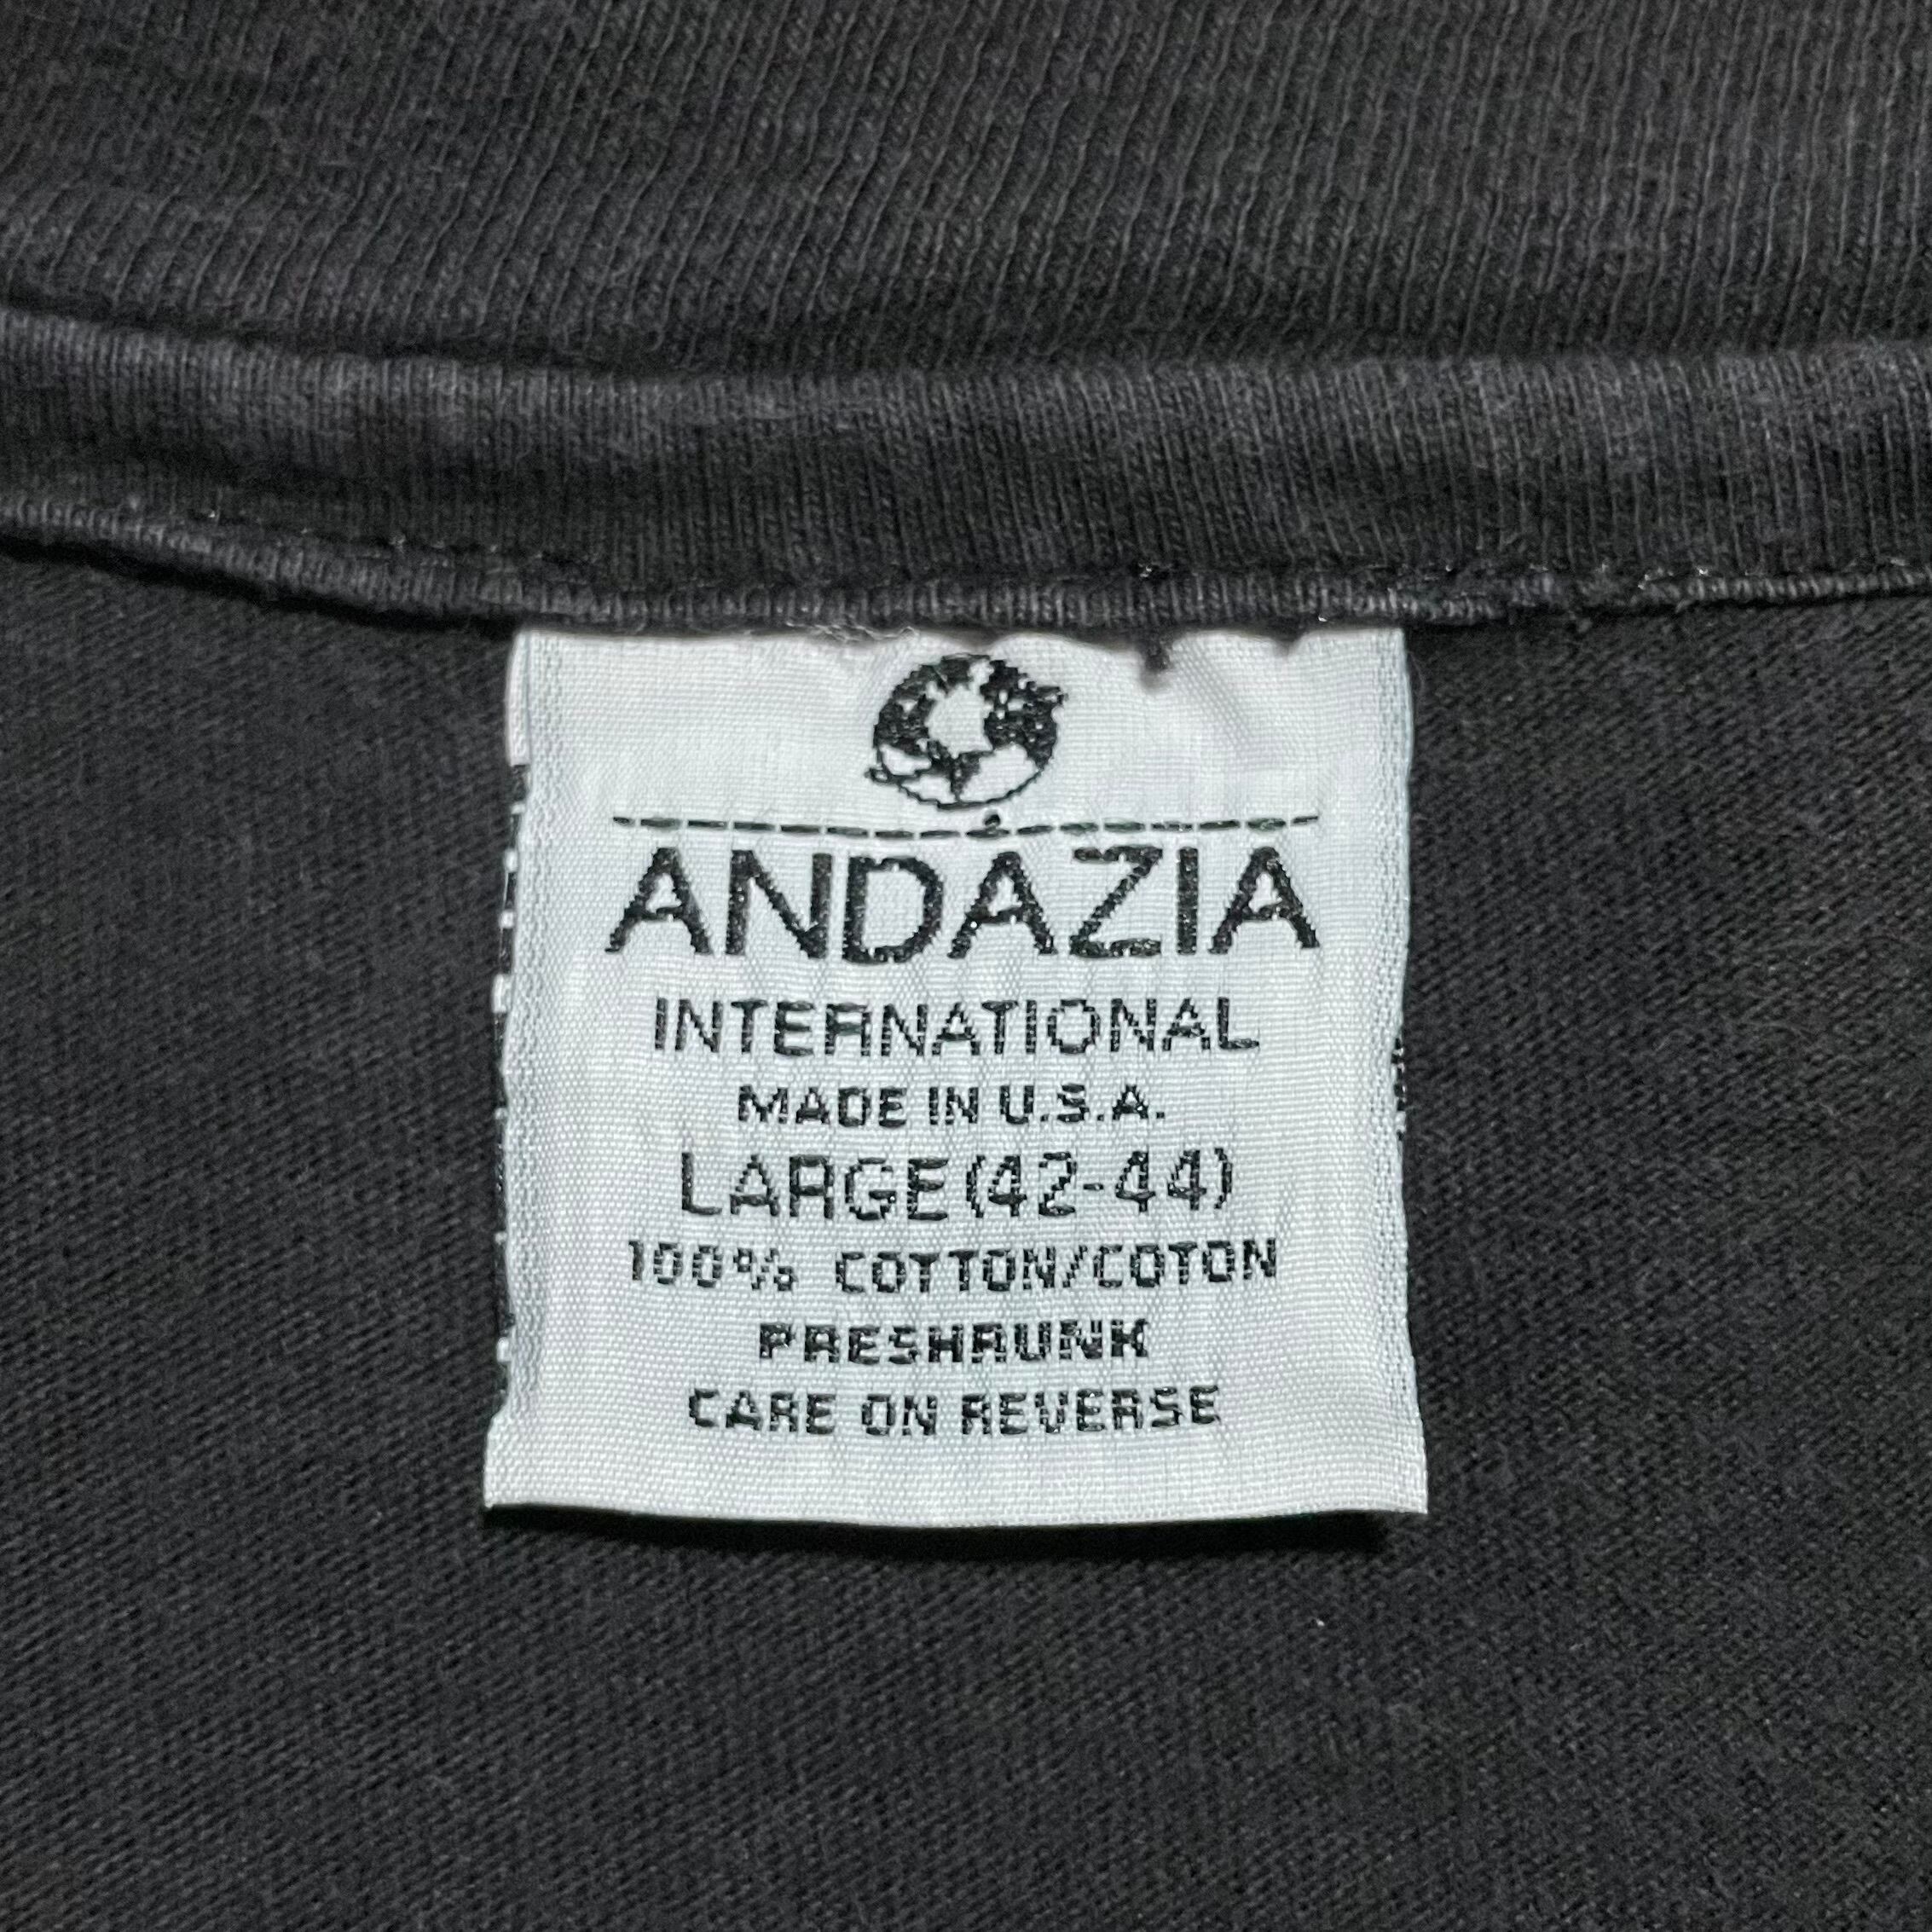 ANDAZIA
INTERNATIONAL
MADE IN U.S.A.
LARGE (42-44)
100% COTTON/COTON
PRESHRUNK
CARE ON REVERSE